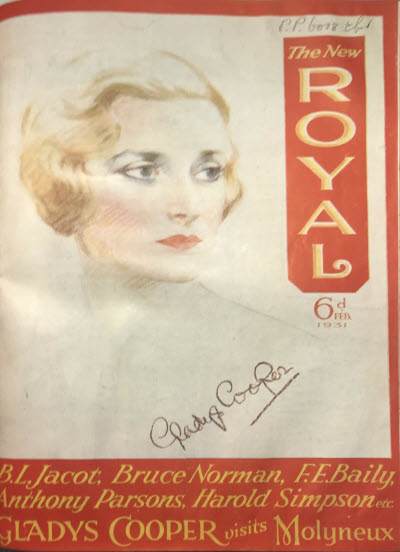 The New
ROYAL
6d
FEB.
1931
Gladys Cooper
B.L. Jacot, Bruce Norman, F.E. Baily,
Anthony Parsons, Harold Simpson etc.
GLADYS COOPER visits Molyneux